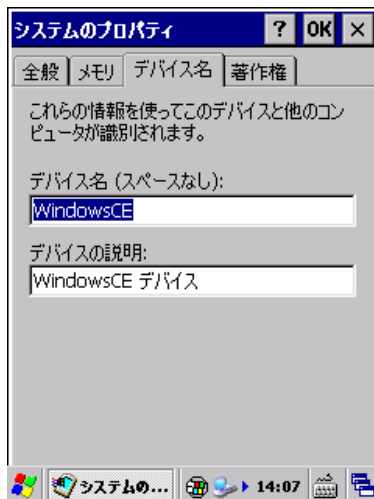 システムのプロパティ ? OK ×
全般 メモリ デバイス名 著作権
これらの情報を使ってこのデバイスと他のコン
ピュータが識別されます。
デバイス名 (スペースなし):
WindowsCE
デバイスの説明:
WindowsCE デバイス
システムの... 14:07